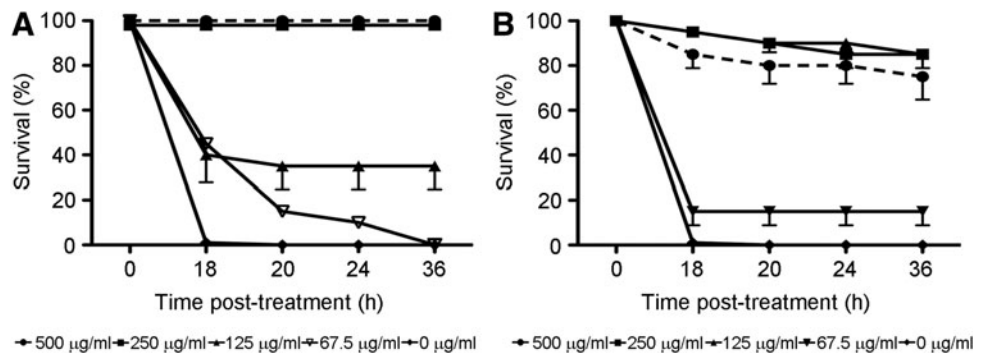 A
B
Survival (%)
100
80
60
40
20
0
0 18 20 24 36
Time post-treatment (h)
500 μg/ml 250 μg/ml 125 μg/ml 67.5 μg/ml 0 μg/ml
Survival (%)
100
80
60
40
20
0
0 18 20 24 36
Time post-treatment (h)
500 μg/ml 250 μg/ml 125 μg/ml 67.5 μg/ml 0 μg/ml